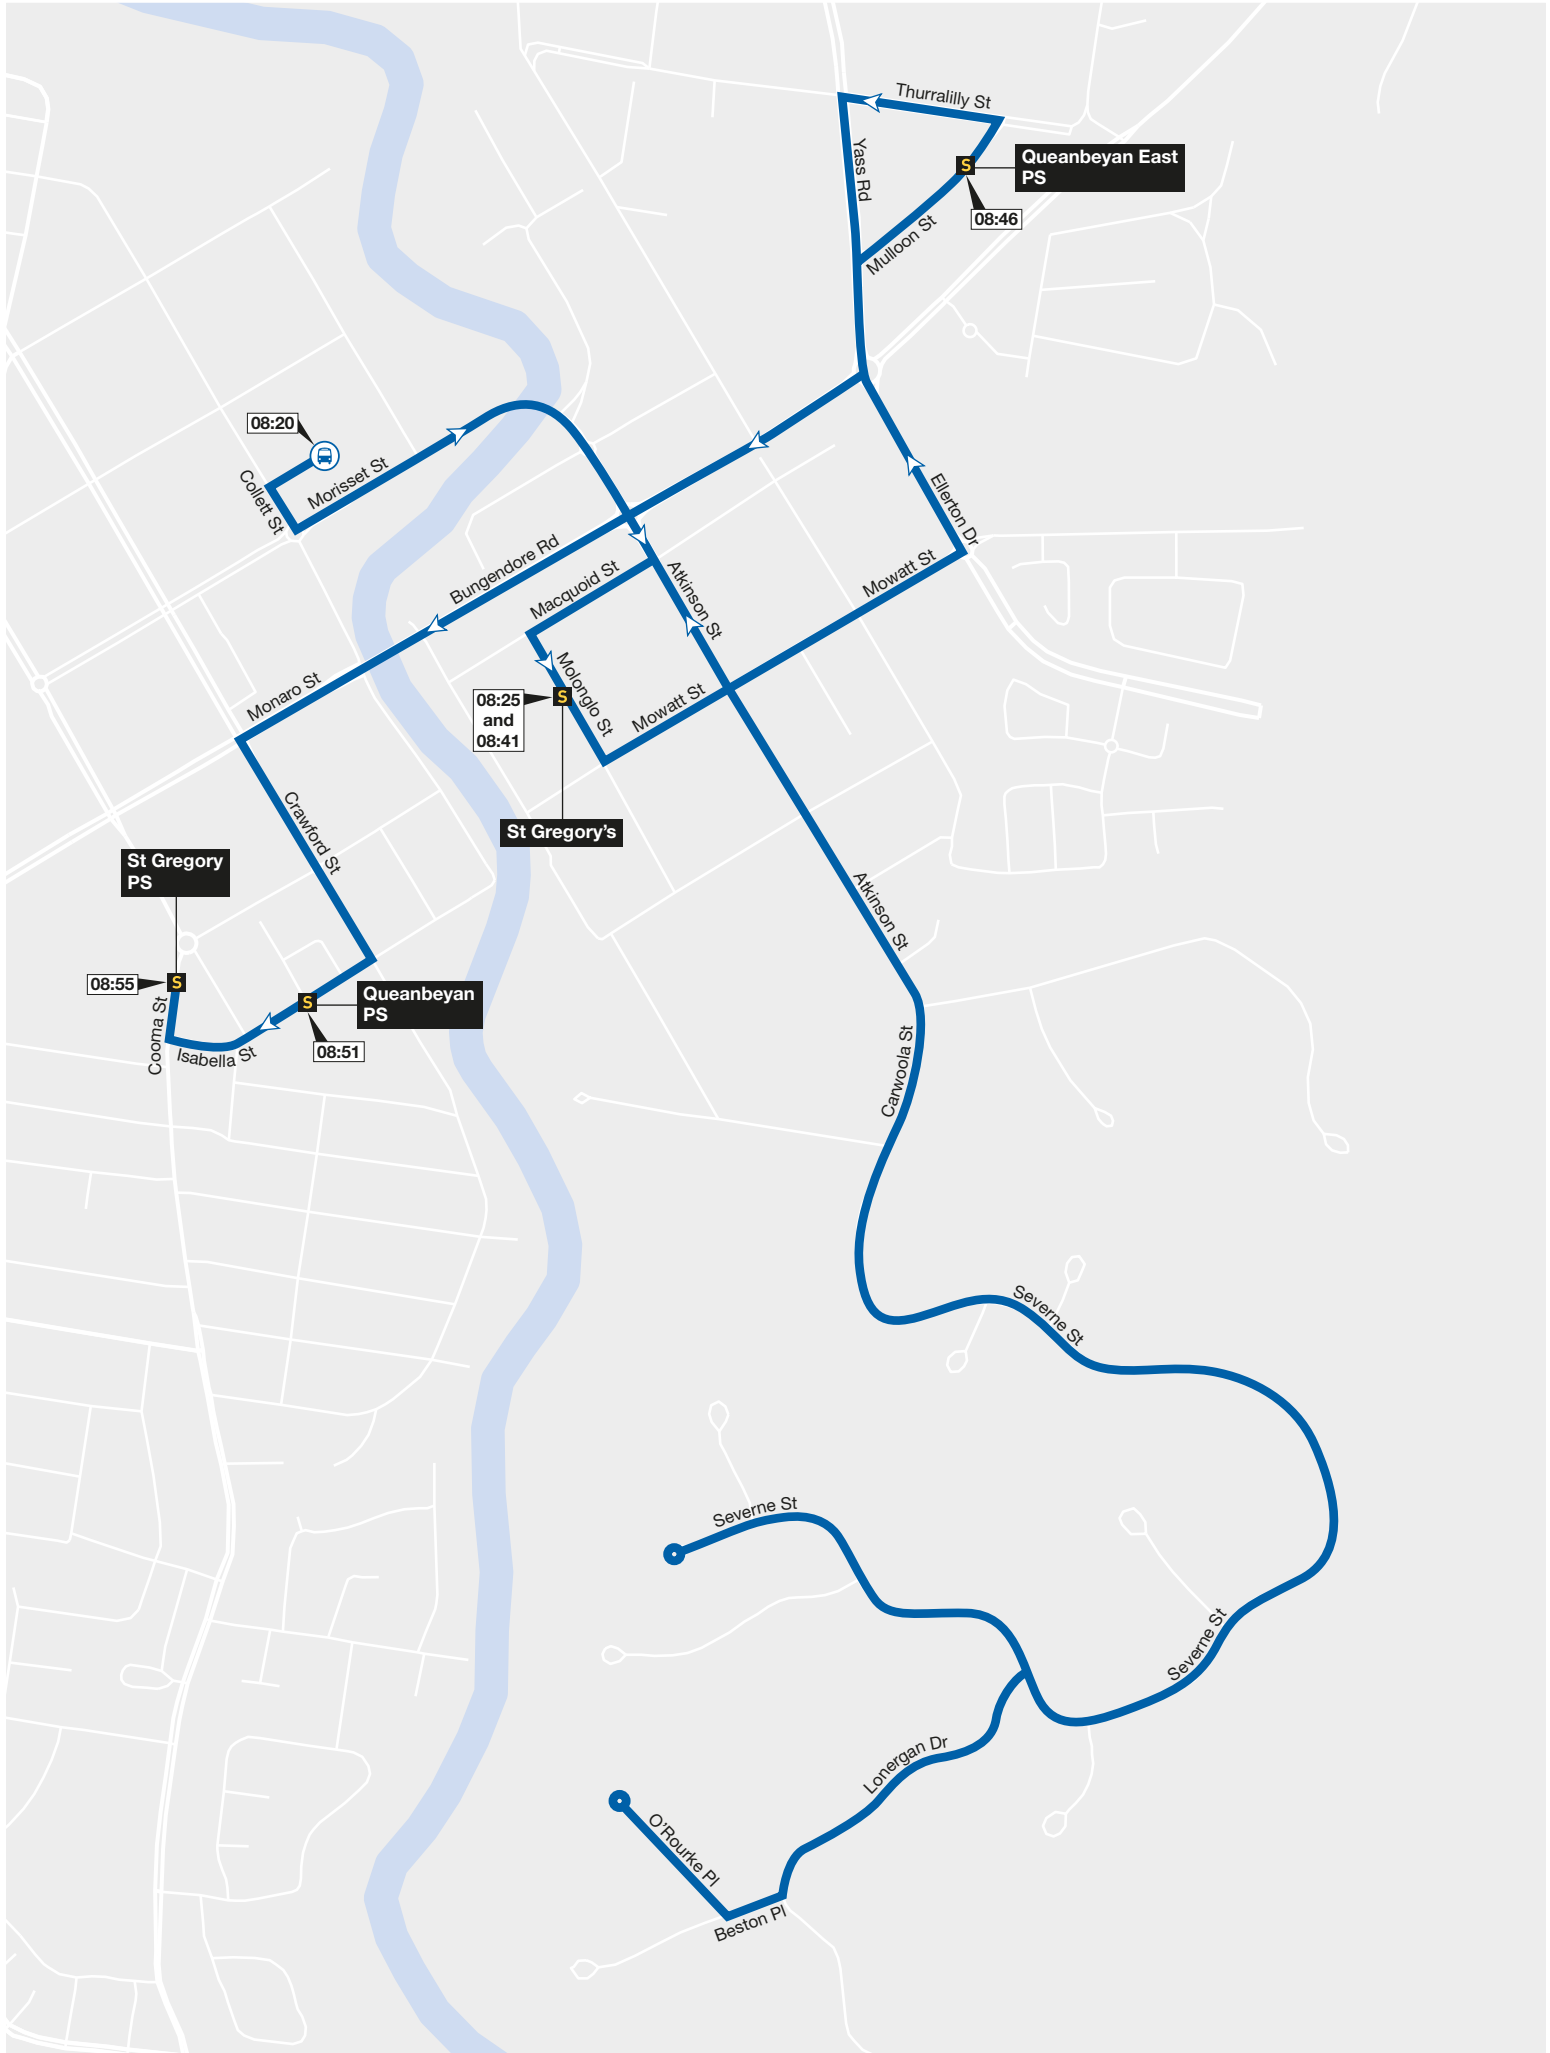 Thurralilly St
Yass Rd
S
Queanbeyan East
PS
08:46
Mulloon St
08:20
Collett St
Morisset St
Ellerton Dr
Bungendore Rd
Macquoid St
Atkinson St
Mowatt St
Molonglo St
S
08:25
and
08:41
Mowatt St
Monaro St
Crawford St
St Gregory's
St Gregory
PS
Atkinson St
S
08:55
Queanbeyan
PS
S
08:51
Cooma St
Isabella St
Carwoola St
Severne St
Severne St
Severne St
Lonergan Dr
O'Rourke Pl
Beston Pl